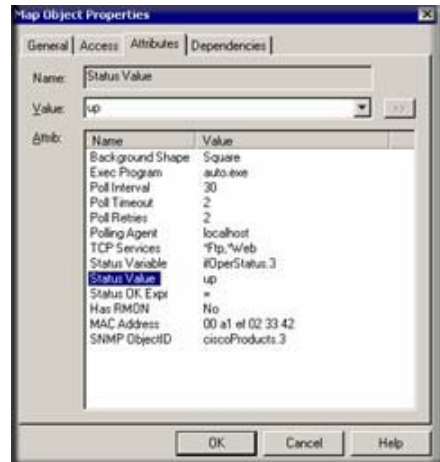 Map Object Properties
General Access Attributes Dependencies
Name: Status Value
Value: up >>
Attrib:
Name Value
Background Shape Square
Exec Program auto.exe
Poll Interval 30
Poll Timeout 2
Poll Retries 2
Polling Agent localhost
TCP Services *Ftp,*Web
Status Variable ifOperStatus.3
Status Value up
Status OK Expr =
Has RMON No
MAC Address 00 a1 ef 02 33 42
SNMP ObjectID ciscoProducts.3
OK Cancel Help